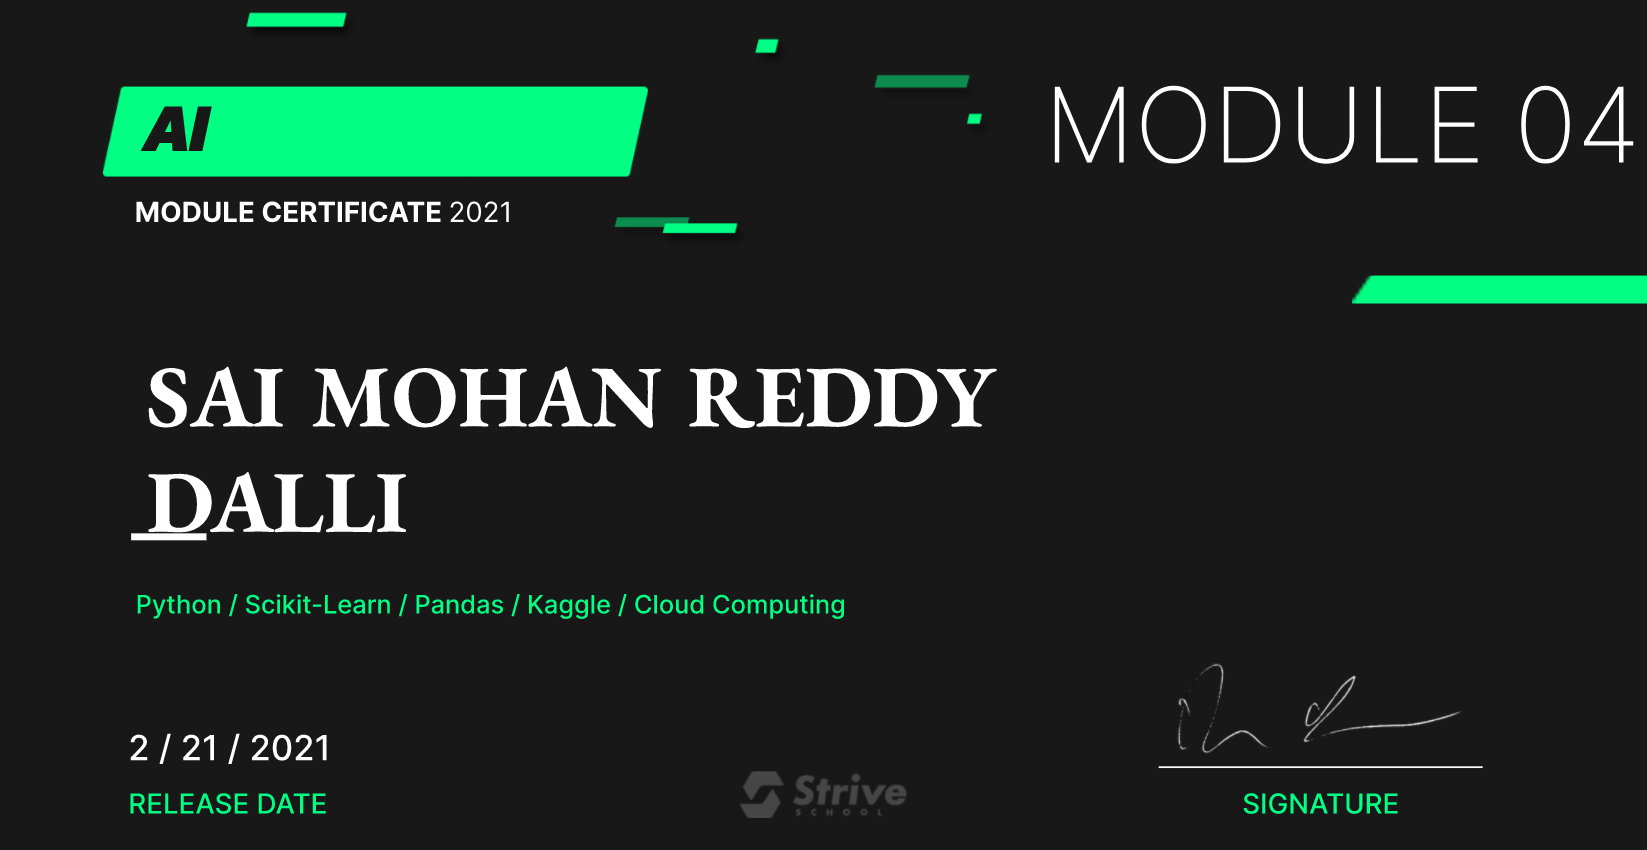 AI
MODULE 04
MODULE CERTIFICATE 2021
SAI MOHAN REDDY
DALLI
Python / Scikit-Learn / Pandas / Kaggle / Cloud Computing
2 / 21 / 2021
RELEASE DATE
Strive
SCHOOL
SIGNATURE